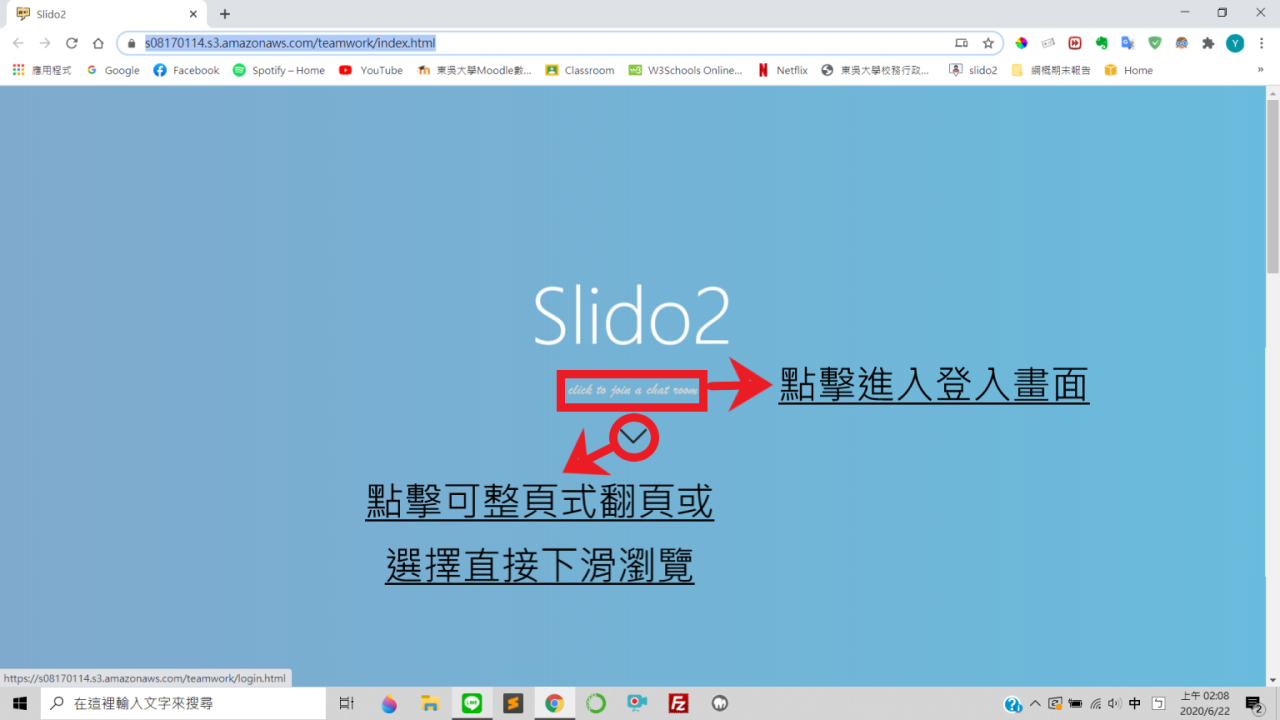 Slido2
s08170114.s3.amazonaws.com/teamwork/index.html
Y
應用程式 Google Facebook Spotify – Home YouTube 東吳大學Moodle數... Classroom W3Schools Online... Netflix 東吳大學校務行政... slido2 網概期末報告 Home »
Slido2
click to join a chat room
點擊進入登入畫面
點擊可整頁式翻頁或
選擇直接下滑瀏覽
https://s08170114.s3.amazonaws.com/teamwork/login.html
在這裡輸入文字來搜尋
LINE
Fz
中
上午 02:08
2020/6/22
2